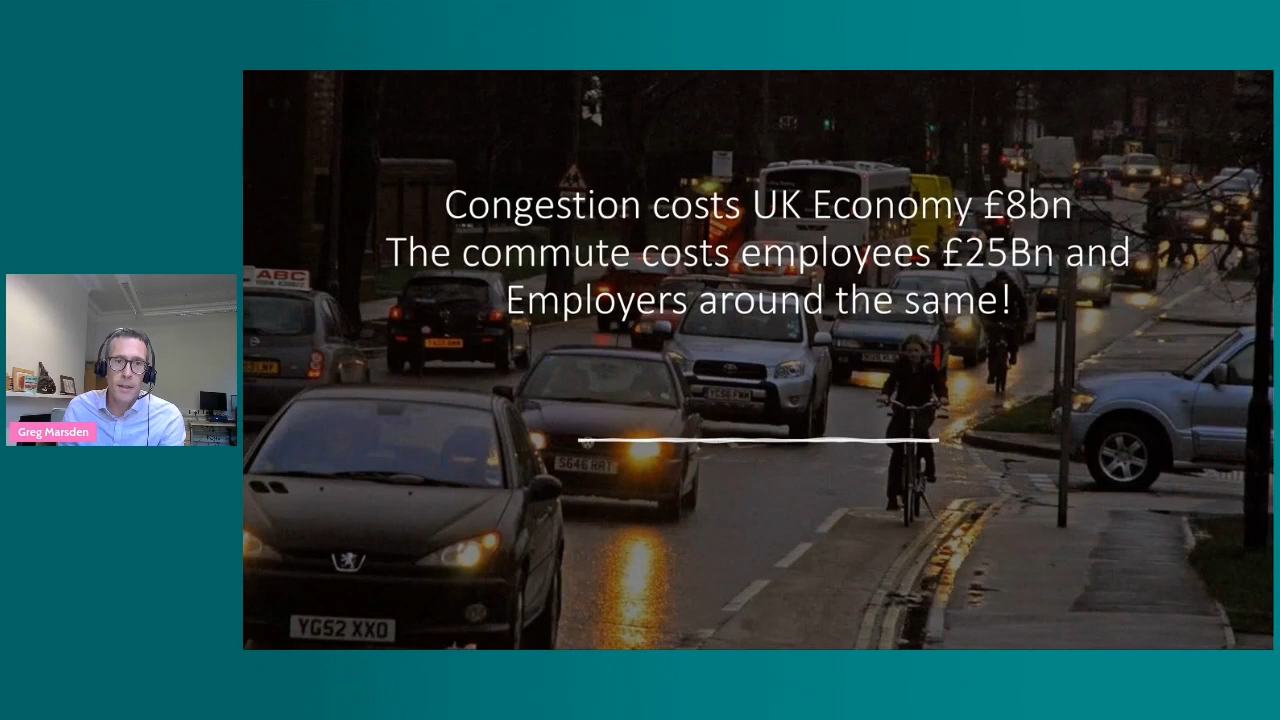 Congestion costs UK Economy £8bn
The commute costs employees £25Bn and
Employers around the same!
ABC
S646 RRT
YG52 XXO
Greg Marsden